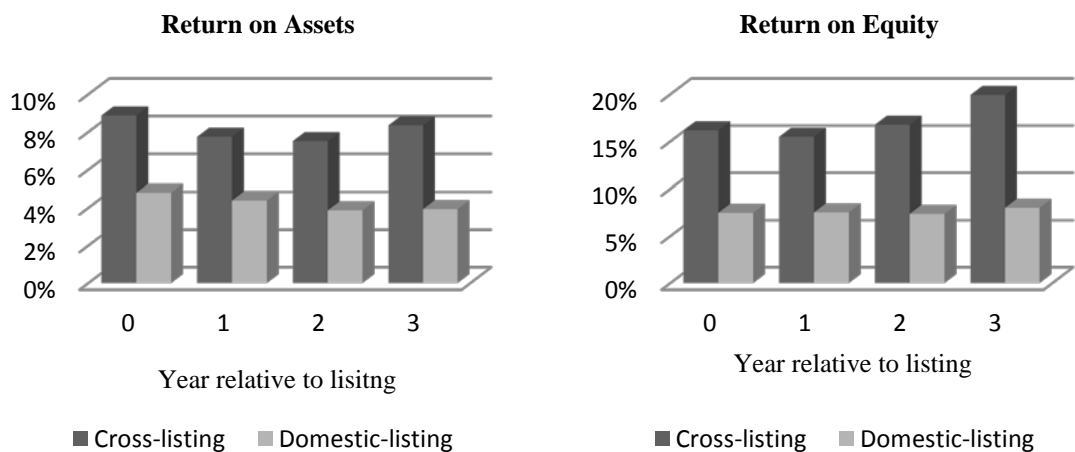 Return on Assets
10%
8%
6%
4%
2%
0%
0 1 2 3
Year relative to lisitng
Cross-listing Domestic-listing
Return on Equity
20%
15%
10%
5%
0%
0 1 2 3
Year relative to listing
Cross-listing Domestic-listing